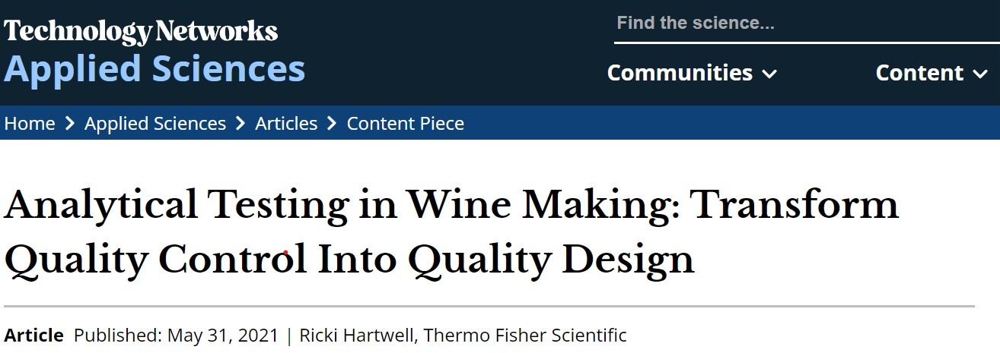 Technology Networks
Applied Sciences
Find the science...
Communities
Content
Home > Applied Sciences > Articles > Content Piece
Analytical Testing in Wine Making: Transform
Quality Control Into Quality Design
Article Published: May 31, 2021 | Ricki Hartwell, Thermo Fisher Scientific